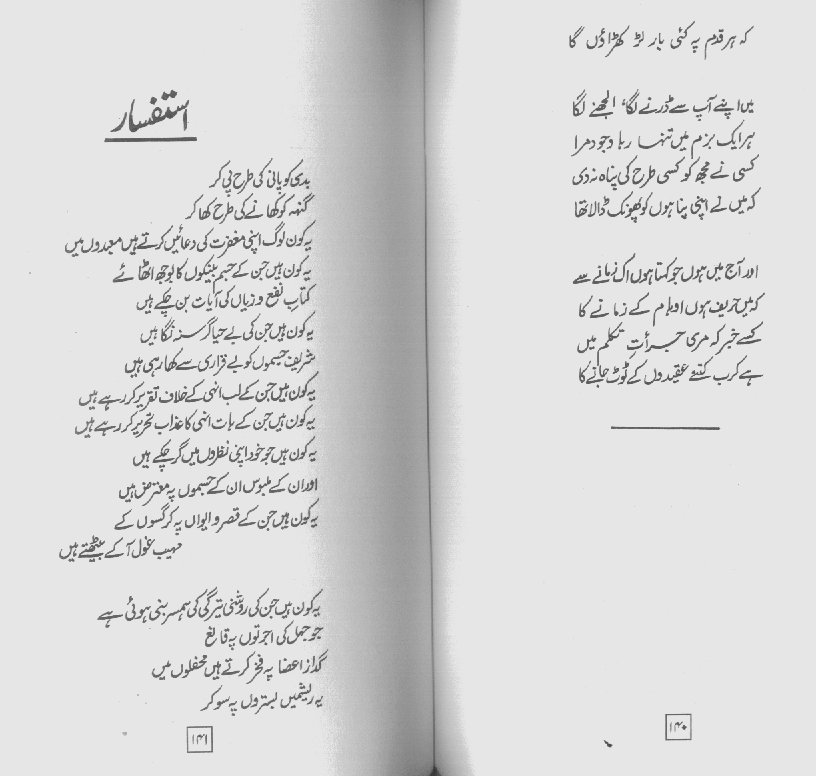 کہ ہر قدم پہ کئی بار لڑ کھڑاؤں گا
میں اپنے آپ سے ڈرنے لگا، الجھنے لگا
ہر ایک بزم میں تنہا رہا وجود مرا
کسی نے مجھ کو کسی طرح کی پناہ نہ دی
کہ میں نے اپنی پناہوں کو پھونک ڈالا تھا
اور آج میں ہوں جو کہتا ہوں اک زمانے سے
کہ میں حریف ہوں اوہام کے زمانے کا
کسے خبر کہ مری جرأتِ تکلم میں
ہے کرب کتنے عقیدوں کے ٹوٹ جانے کا
۱۴۰
استفسار
بدی کو پانی کی طرح پی کر
گنہ کو کھانے کی طرح کھا کر
یہ کون لوگ اپنی مغفرت کی دعائیں کرتے ہیں معبدوں میں
یہ کون ہیں جن کے جسم بینکوں کا بوجھ اٹھائے
کتابِ نفع و زیاں کی آیات بن چکے ہیں
یہ کون ہیں جن کی بے حیا گرسنہ نگاہیں
شریف جسموں کو بے قراری سے کھا رہی ہیں
یہ کون ہیں جن کے لب انہی کے خلاف تقریر کر رہے ہیں
یہ کون ہیں جن کے ہات انہی کا عذاب تحریر کر رہے ہیں
یہ کون ہیں جو خود اپنی نظروں میں گر چکے ہیں
اور ان کے ملبوس ان کے جسموں پہ معترض ہیں
یہ کون ہیں جن کے قصر و ایواں پہ کرگسوں کے
مہیب غول آ کے بیٹھتے ہیں
یہ کون ہیں جن کی روشنی تیرگی کی ہمسر بنی ہوئی ہے
جو جہل کی اجرتوں پہ قانع
گداز اعضا پہ فخر کرتے ہیں محفلوں میں
یہ ریشمیں بستروں پہ سو کر
۱۴۱